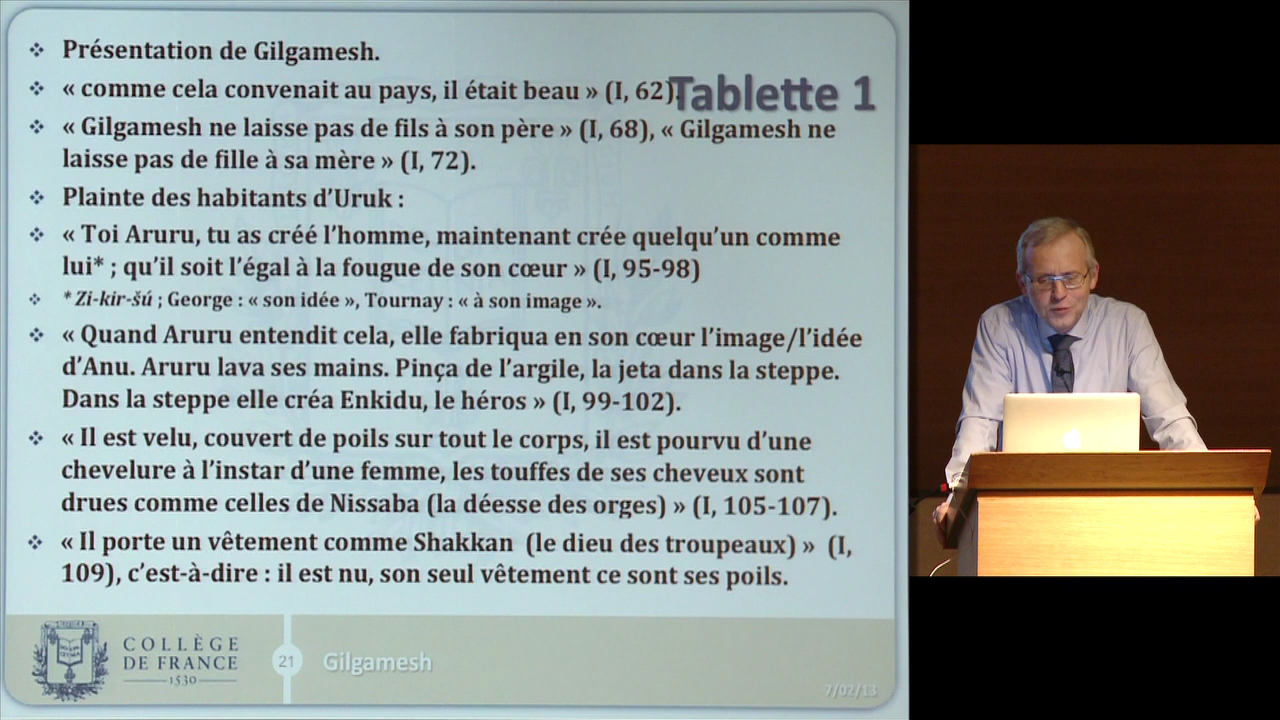 Tablette 1
❖ Présentation de Gilgamesh.
❖ « comme cela convenait au pays, il était beau » (I, 62).
❖ « Gilgamesh ne laisse pas de fils à son père » (I, 68), « Gilgamesh ne
laisse pas de fille à sa mère » (I, 72).
❖ Plainte des habitants d’Uruk :
❖ « Toi Aruru, tu as créé l’homme, maintenant crée quelqu’un comme
lui* ; qu’il soit l’égal à la fougue de son cœur » (I, 95-98)
❖ * Zi-kir-šú ; George : « son idée », Tournay : « à son image ».
❖ « Quand Aruru entendit cela, elle fabriqua en son cœur l’image/l’idée
d’Anu. Aruru lava ses mains. Pinça de l’argile, la jeta dans la steppe.
Dans la steppe elle créa Enkidu, le héros » (I, 99-102).
❖ « Il est velu, couvert de poils sur tout le corps, il est pourvu d’une
chevelure à l’instar d’une femme, les touffes de ses cheveux sont
drues comme celles de Nissaba (la déesse des orges) » (I, 105-107).
❖ « Il porte un vêtement comme Shakkan (le dieu des troupeaux) » (I,
109), c’est-à-dire : il est nu, son seul vêtement ce sont ses poils.
COLLÈGE
DE FRANCE
1530
21
Gilgamesh
7/02/13